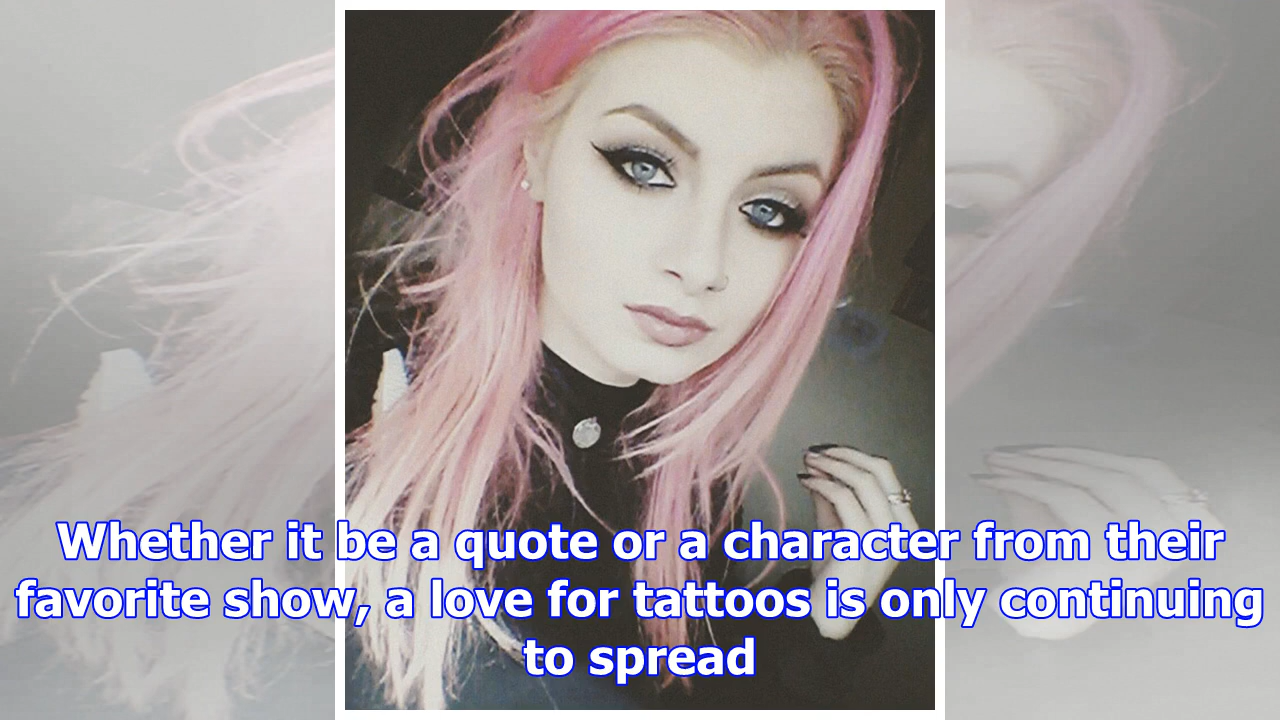 Whether it be a quote or a character from their
favorite show, a love for tattoos is only continuing
to spread